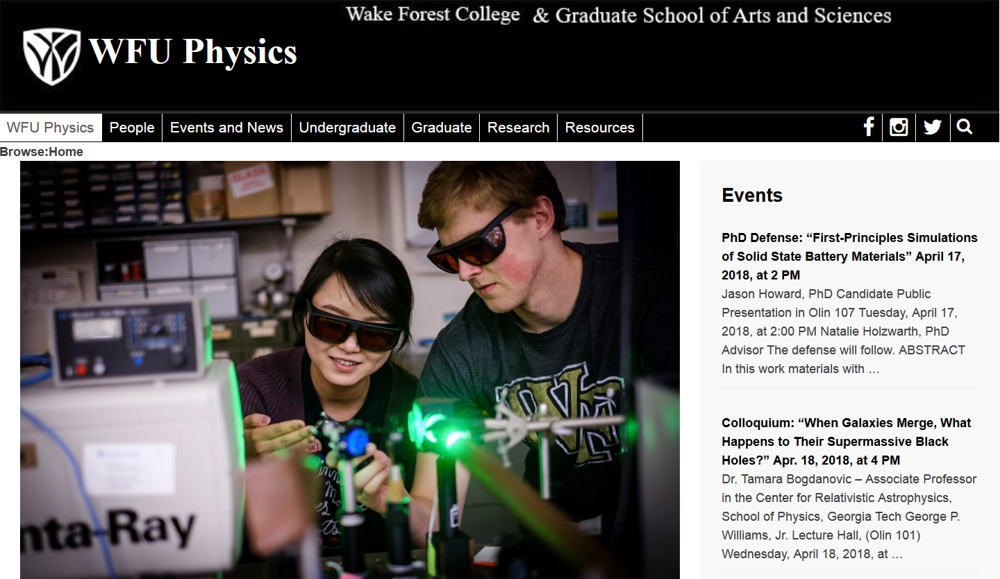 Wake Forest College & Graduate School of Arts and Sciences
WFU Physics
WFU Physics People Events and News Undergraduate Graduate Research Resources
Browse:Home
nta-Ray
Events
PhD Defense: “First-Principles Simulations
of Solid State Battery Materials” April 17,
2018, at 2 PM
Jason Howard, PhD Candidate Public
Presentation in Olin 107 Tuesday, April 17,
2018, at 2:00 PM Natalie Holzwarth, PhD
Advisor The defense will follow. ABSTRACT
In this work materials with …
Colloquium: “When Galaxies Merge, What
Happens to Their Supermassive Black
Holes?” Apr. 18, 2018, at 4 PM
Dr. Tamara Bogdanovic – Associate Professor
in the Center for Relativistic Astrophysics,
School of Physics, Georgia Tech George P.
Williams, Jr. Lecture Hall, (Olin 101)
Wednesday, April 18, 2018, at …